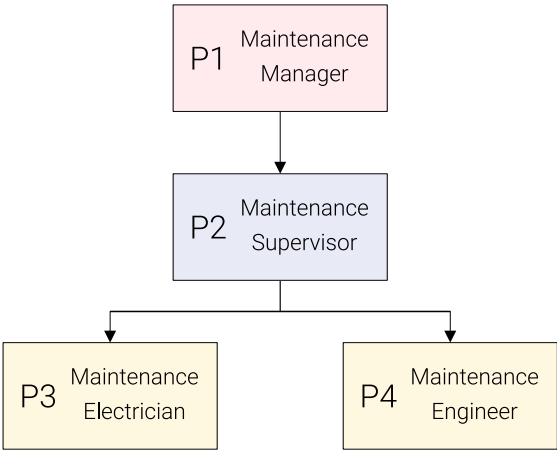 P1
Maintenance
Manager
P2
Maintenance
Supervisor
P3
Maintenance
Electrician
P4
Maintenance
Engineer